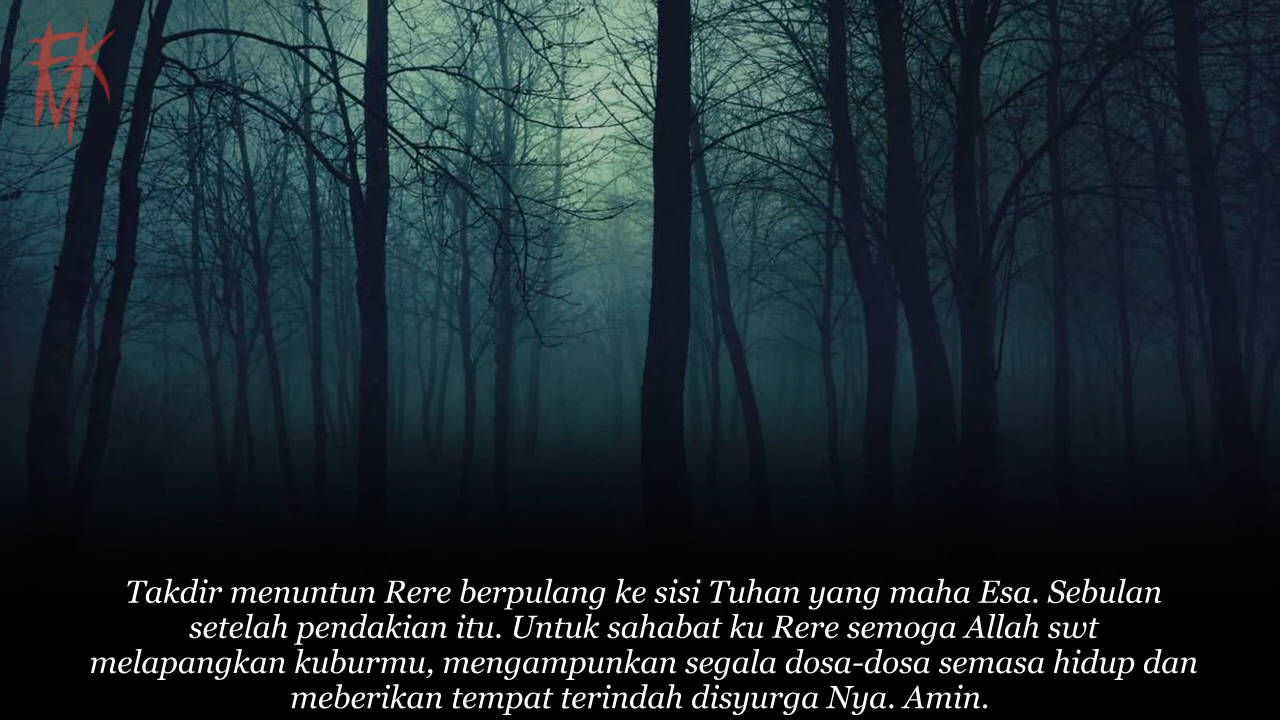 FKM
Takdir menuntun Rere berpulang ke sisi Tuhan yang maha Esa. Sebulan
setelah pendakian itu. Untuk sahabat ku Rere semoga Allah swt
melapangkan kuburmu, mengampunkan segala dosa-dosa semasa hidup dan
meberikan tempat terindah disyurga Nya. Amin.